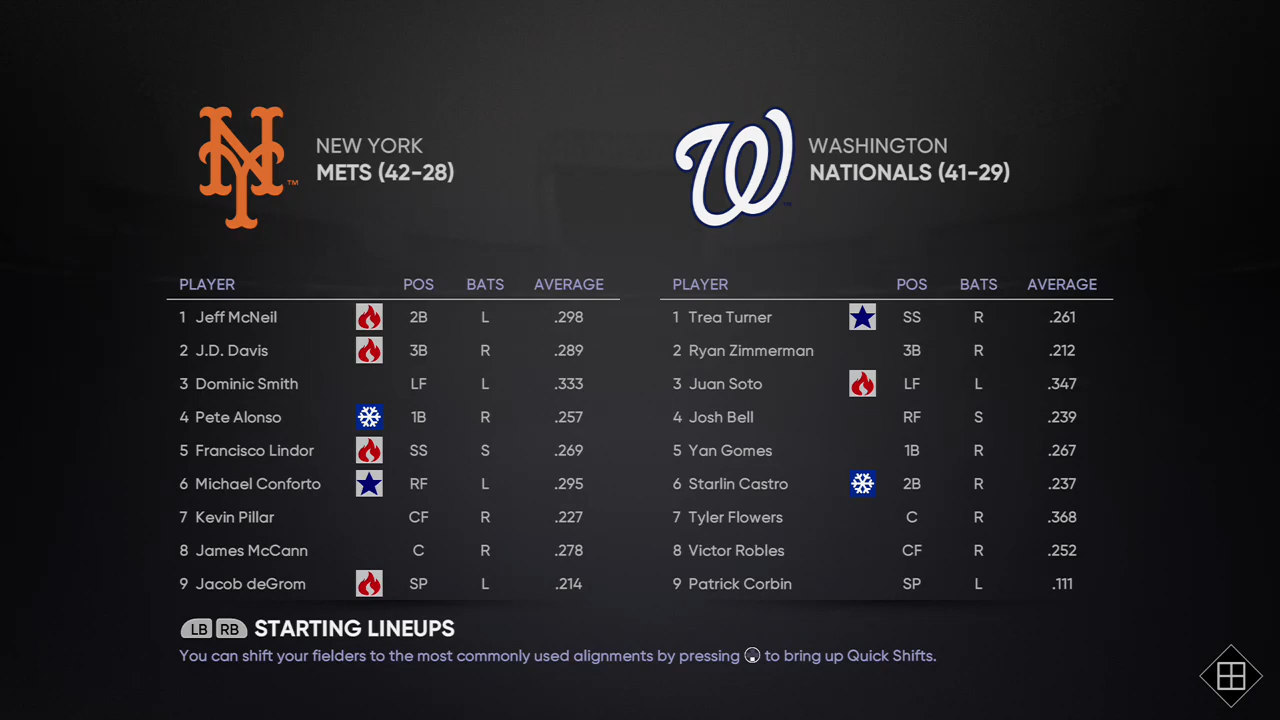 NY
™
NEW YORK
METS (42-28)
W
WASHINGTON
NATIONALS (41-29)
PLAYER POS BATS AVERAGE
1 Jeff McNeil 2B L .298
2 J.D. Davis 3B R .289
3 Dominic Smith LF L .333
4 Pete Alonso 1B R .257
5 Francisco Lindor SS S .269
6 Michael Conforto RF L .295
7 Kevin Pillar CF R .227
8 James McCann C R .278
9 Jacob deGrom SP L .214
PLAYER POS BATS AVERAGE
1 Trea Turner SS R .261
2 Ryan Zimmerman 3B R .212
3 Juan Soto LF L .347
4 Josh Bell RF S .239
5 Yan Gomes 1B R .267
6 Starlin Castro 2B R .237
7 Tyler Flowers C R .368
8 Victor Robles CF R .252
9 Patrick Corbin SP L .111
LB RB STARTING LINEUPS
You can shift your fielders to the most commonly used alignments by pressing to bring up Quick Shifts.